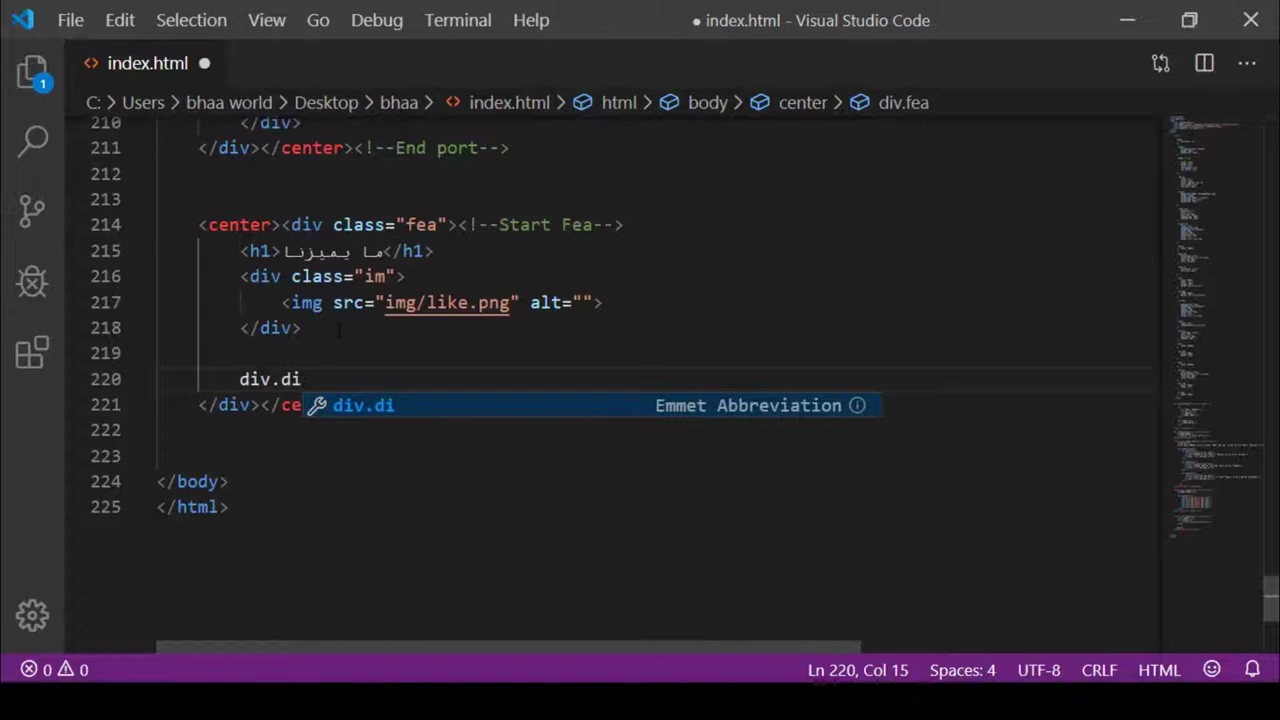 File Edit Selection View Go Debug Terminal Help ● index.html - Visual Studio Code
index.html
C: > Users > bhaa world > Desktop > bhaa > index.html > html > body > center > div.fea
1
210 </div>
211 </div></center><!--End port-->
212
213
214 <center><div class="fea"><!--Start Fea-->
215 <h1>ما يميزنا</h1>
216 <div class="im">
217 <img src="img/like.png" alt="">
218 </div>
219
220 div.di
221 </div></ce
div.di Emmet Abbreviation
222
223
224 </body>
225 </html>
0 0 Ln 220, Col 15 Spaces: 4 UTF-8 CRLF HTML